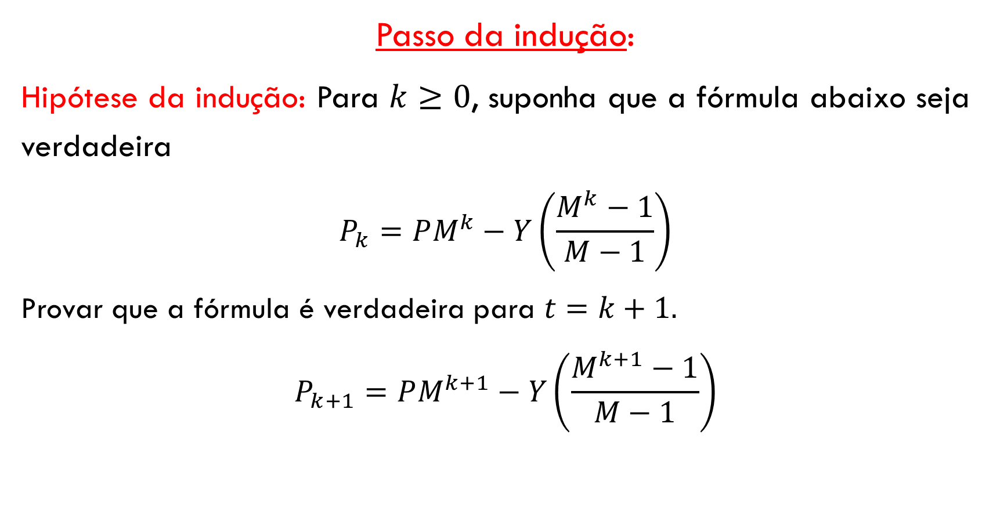 Passo da indução:
Hipótese da indução: Para 𝑘 ≥ 0, suponha que a fórmula abaixo seja
verdadeira
$P_k = PM^k - Y\left(\frac{M^k - 1}{M - 1}\right)$
Provar que a fórmula é verdadeira para 𝑡 = 𝑘 + 1.
$P_{k+1} = PM^{k+1} - Y\left(\frac{M^{k+1} - 1}{M - 1}\right)$